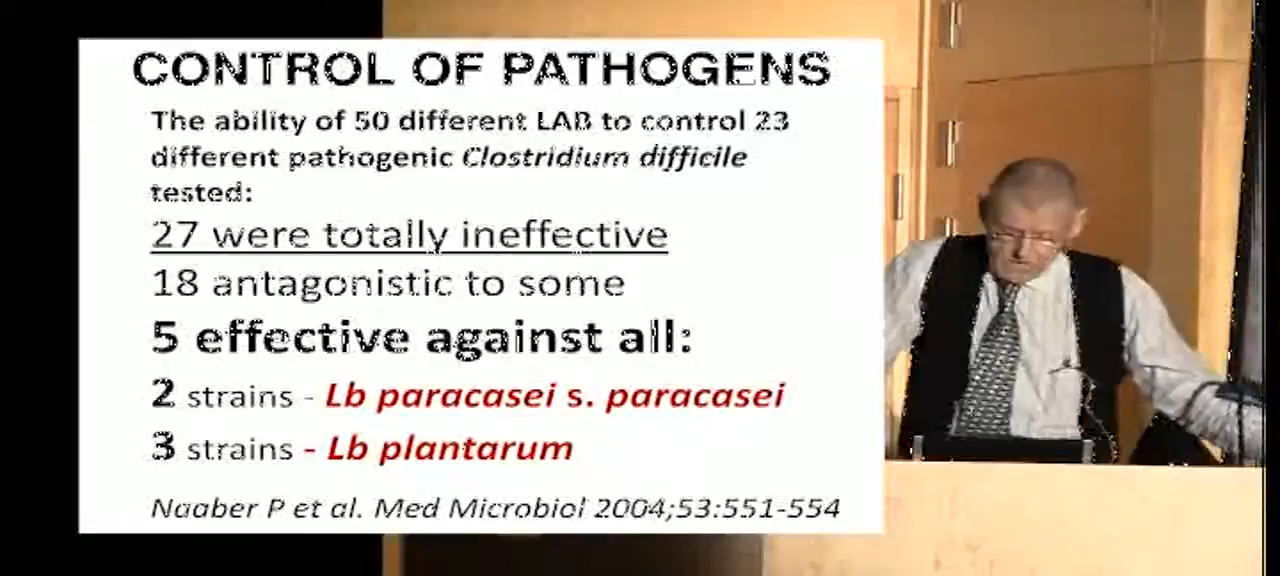 CONTROL OF PATHOGENS
The ability of 50 different LAB to control 23
different pathogenic Clostridium difficile
tested:
27 were totally ineffective
18 antagonistic to some
5 effective against all:
2 strains - Lb paracasei s. paracasei
3 strains - Lb plantarum
Naaber P et al. Med Microbiol 2004;53:551-554